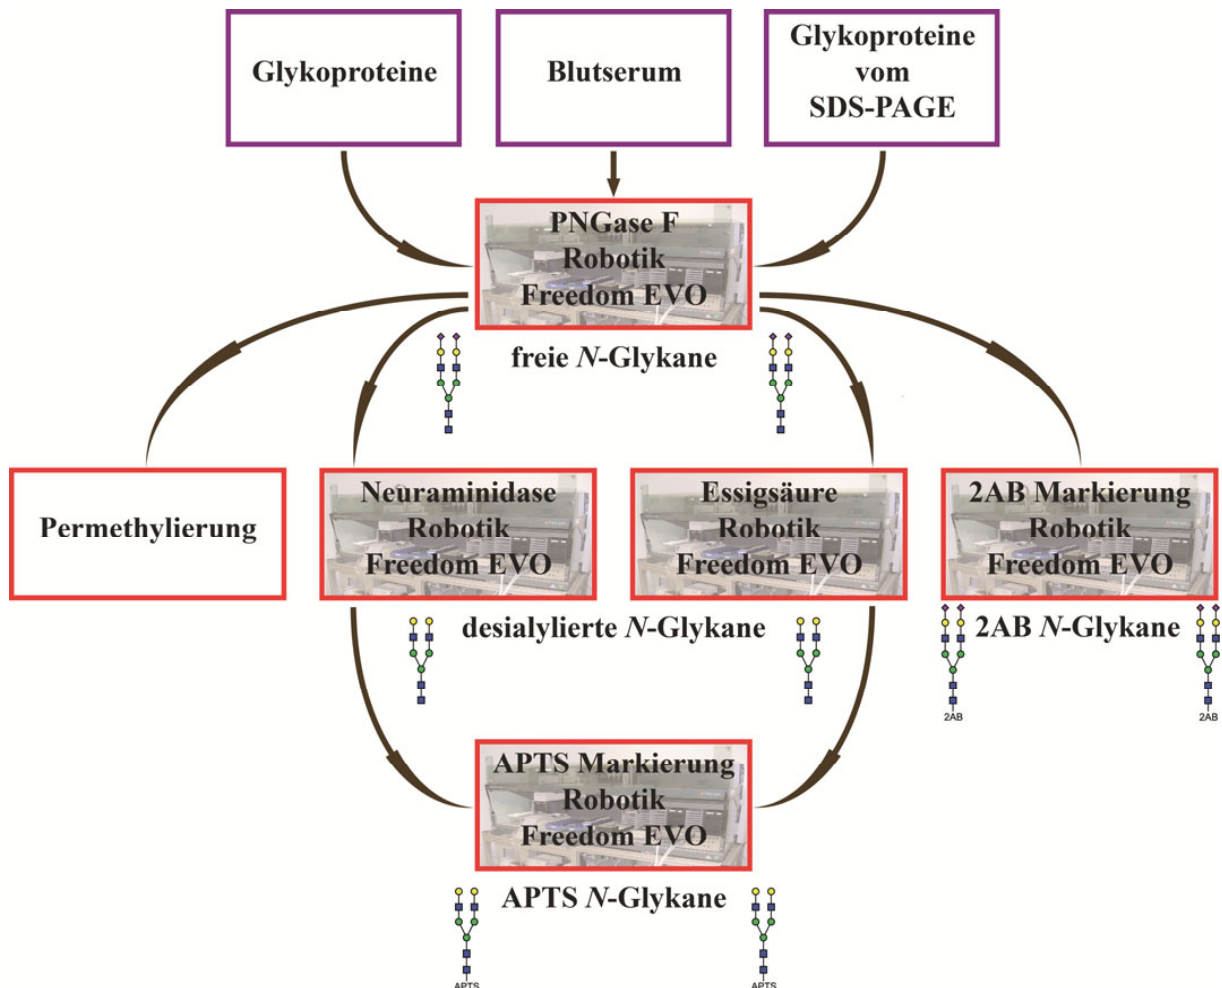 Glykoproteine
Blutserum
Glykoproteine
vom
SDS-PAGE
PNGase F
Robotik
Freedom EVO
freie N-Glykane
Permethylierung
Neuraminidase
Robotik
Freedom EVO
Essigsäure
Robotik
Freedom EVO
2AB Markierung
Robotik
Freedom EVO
desialylierte N-Glykane
2AB N-Glykane
2AB
2AB
APTS Markierung
Robotik
Freedom EVO
APTS N-Glykane
APTS
APTS